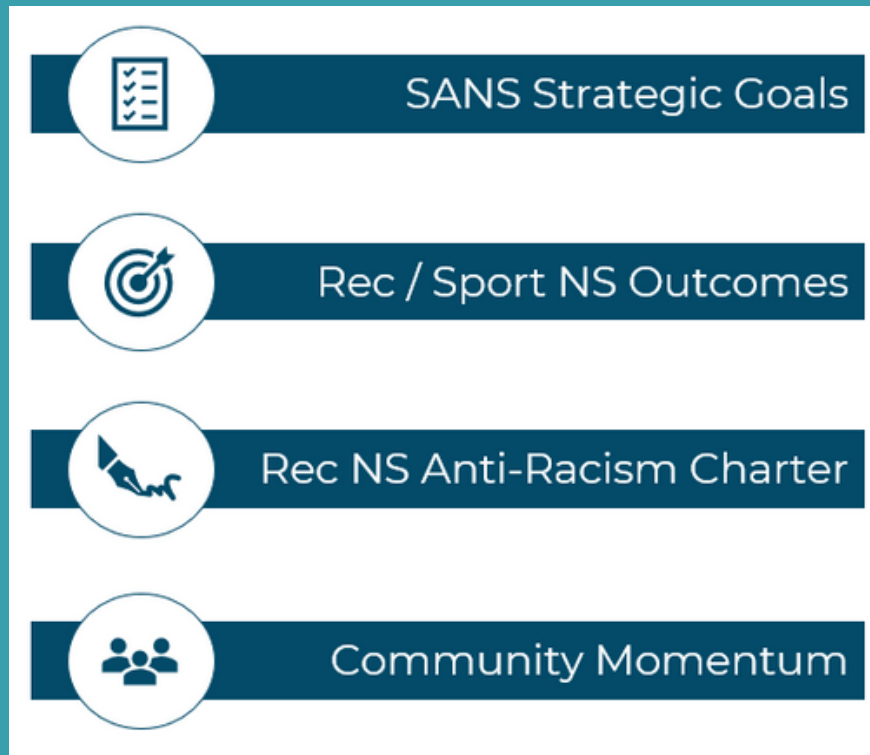 SANS Strategic Goals
Rec / Sport NS Outcomes
Rec NS Anti-Racism Charter
Community Momentum